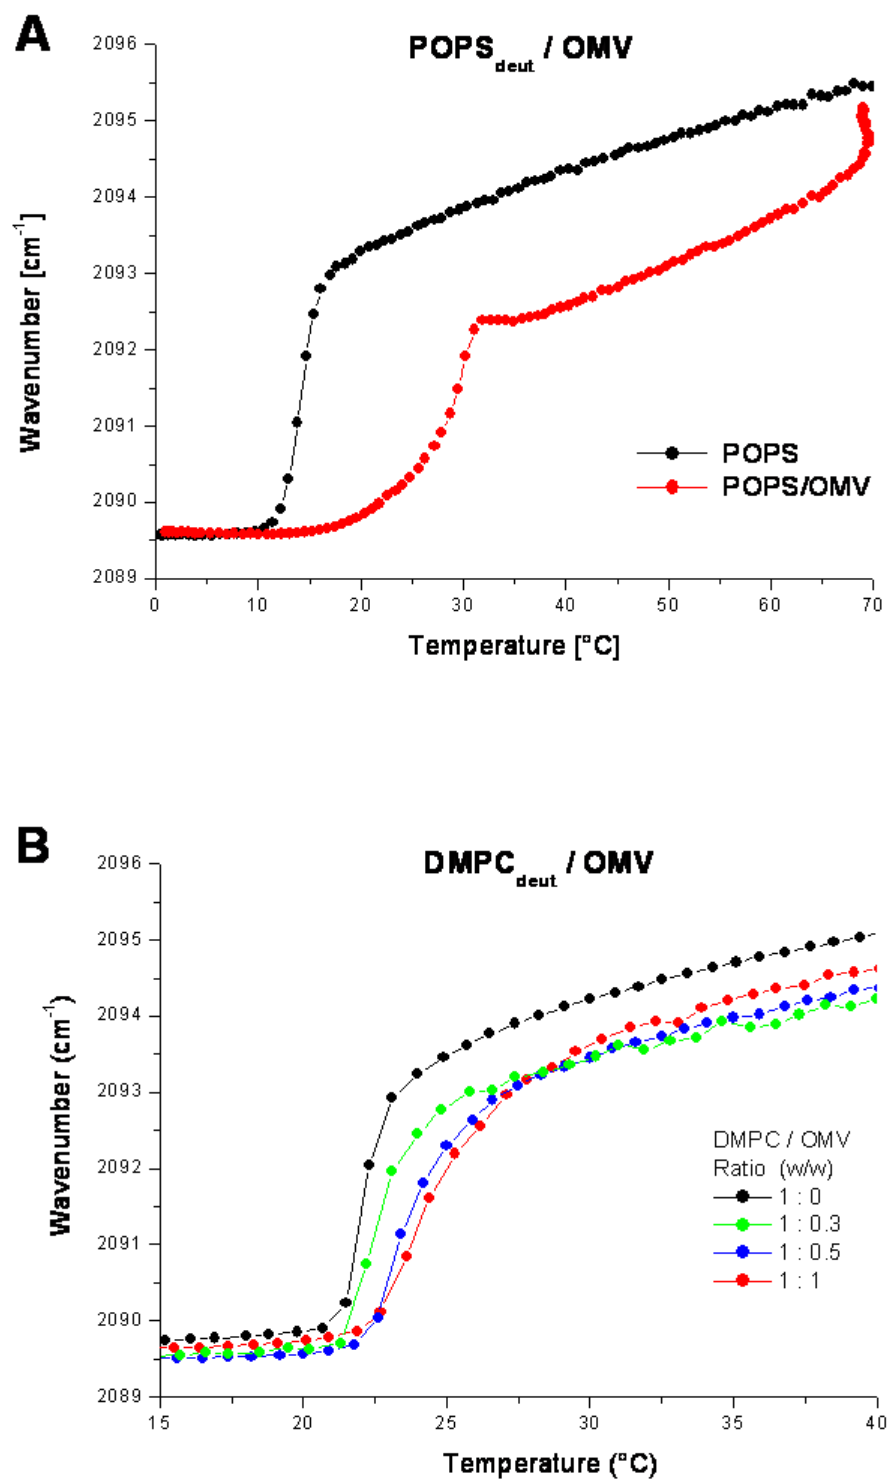 A
POPS_deut / OMV
2096
2095
2094
2093
2092
2091
2090
2089
Wavenumber [cm⁻¹]
POPS
POPS/OMV
0 10 20 30 40 50 60 70
Temperature [°C]
B
DMPC_deut / OMV
2096
2095
2094
2093
2092
2091
2090
2089
Wavenumber (cm⁻¹)
DMPC / OMV
Ratio (w/w)
1 : 0
1 : 0.3
1 : 0.5
1 : 1
15 20 25 30 35 40
Temperature (°C)